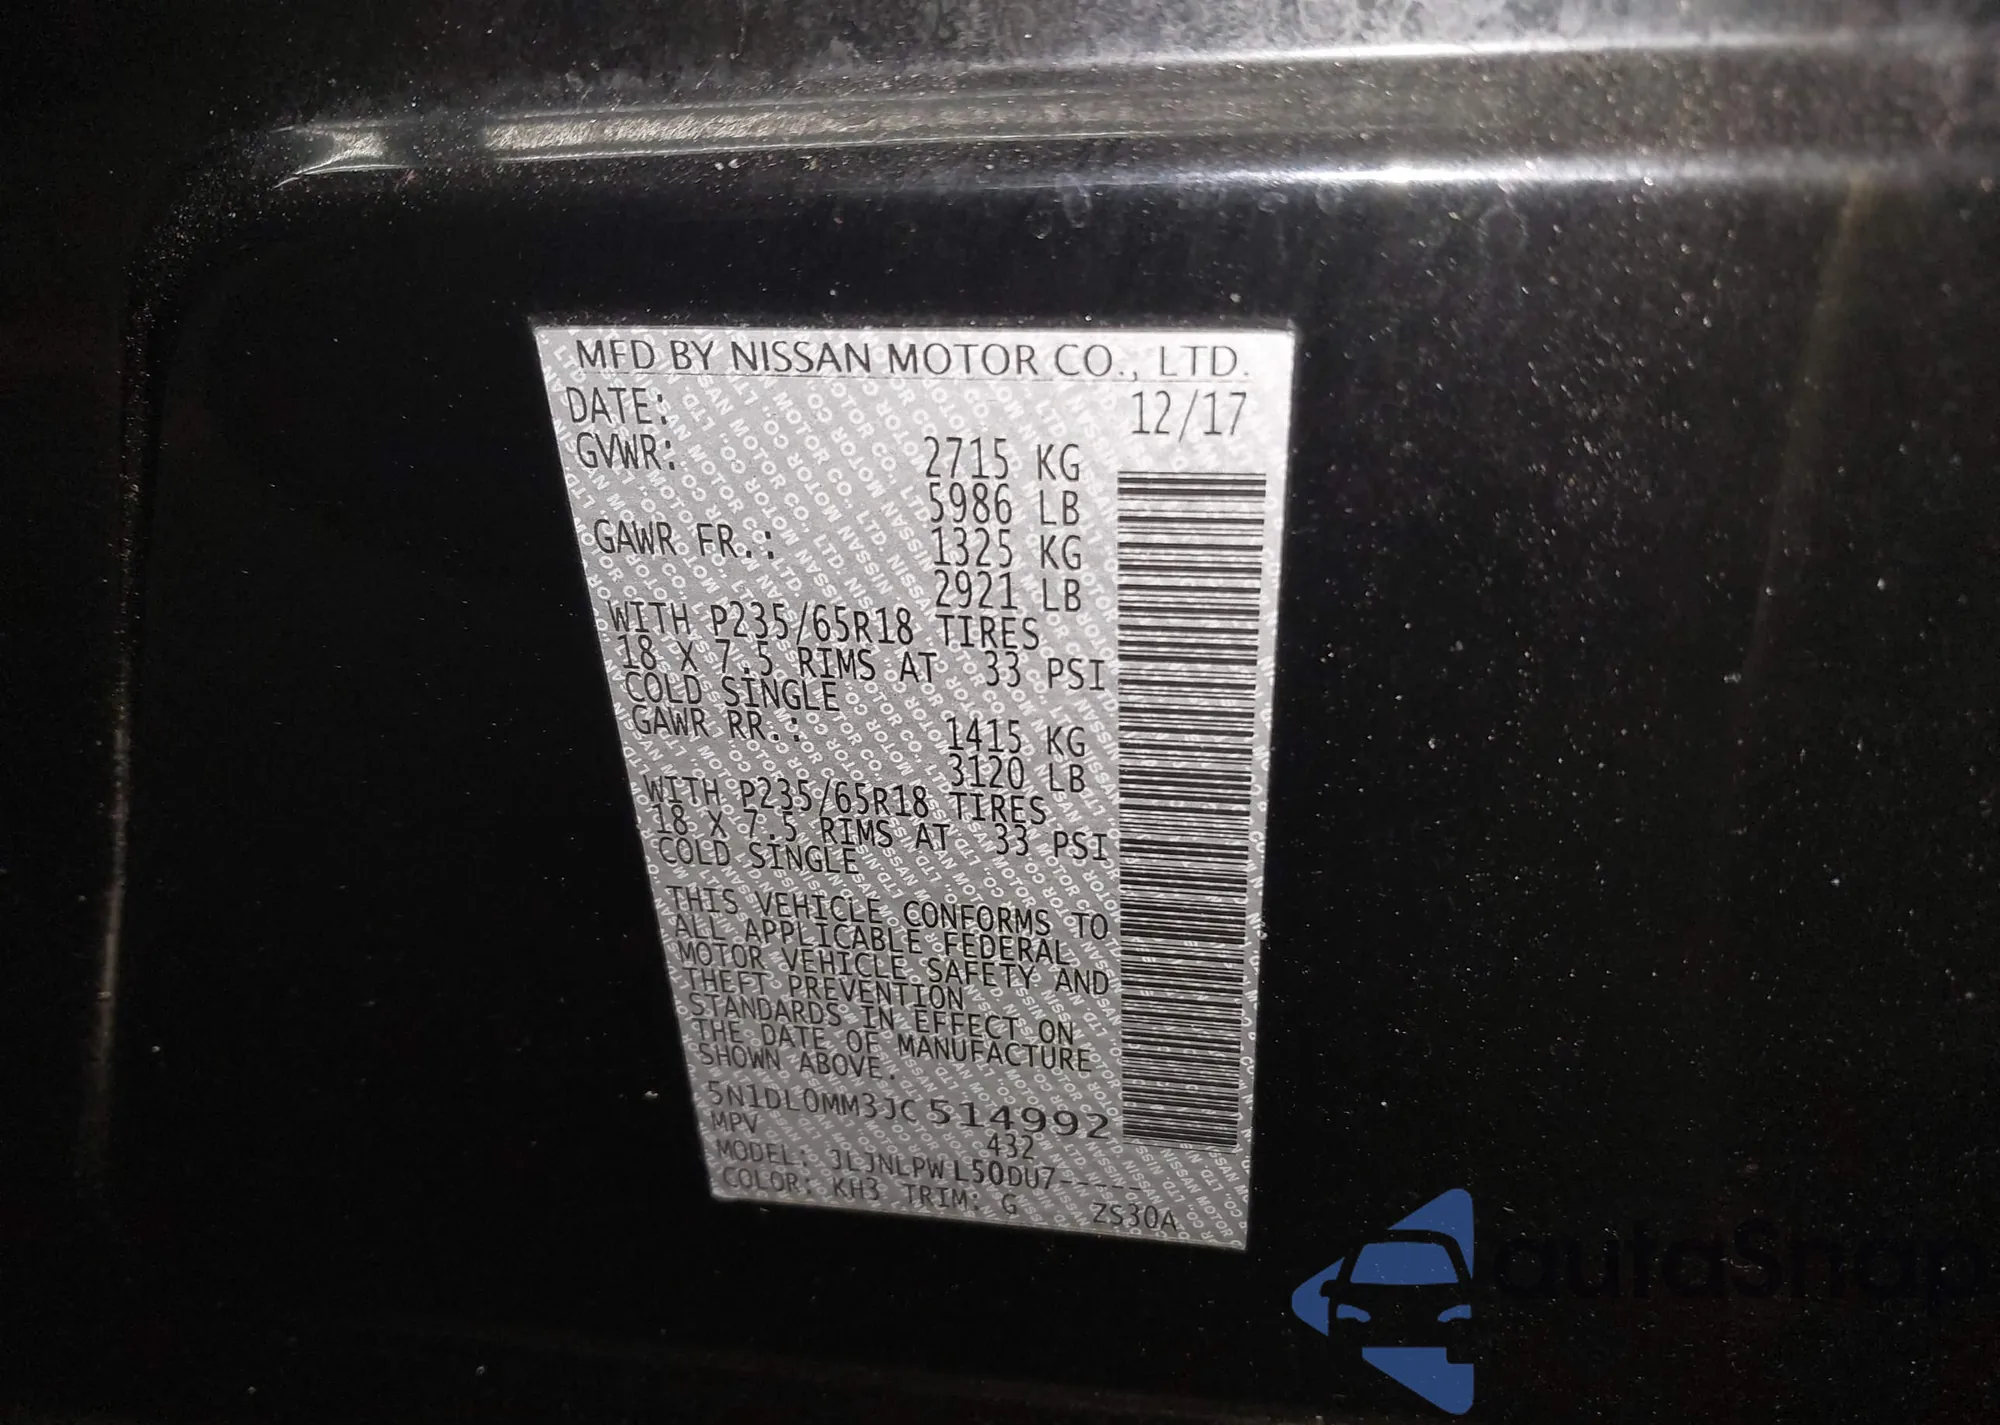 MFD BY NISSAN MOTOR CO., LTD.
DATE: 12/17
GVWR: 2715 KG
5986 LB
GAWR FR.: 1325 KG
2921 LB
WITH P235/65R18 TIRES
18 X 7.5 RIMS AT 33 PSI
COLD SINGLE
GAWR RR.: 1415 KG
3120 LB
WITH P235/65R18 TIRES
18 X 7.5 RIMS AT 33 PSI
COLD SINGLE
THIS VEHICLE CONFORMS TO
ALL APPLICABLE FEDERAL
MOTOR VEHICLE SAFETY AND
THEFT PREVENTION
STANDARDS IN EFFECT ON
THE DATE OF MANUFACTURE
SHOWN ABOVE.
5N1DL0MM3JC514992
MPV 432
MODEL: JLJNLPWL50DU7-----
COLOR: KH3 TRIM: G ZS30A
autaSnap